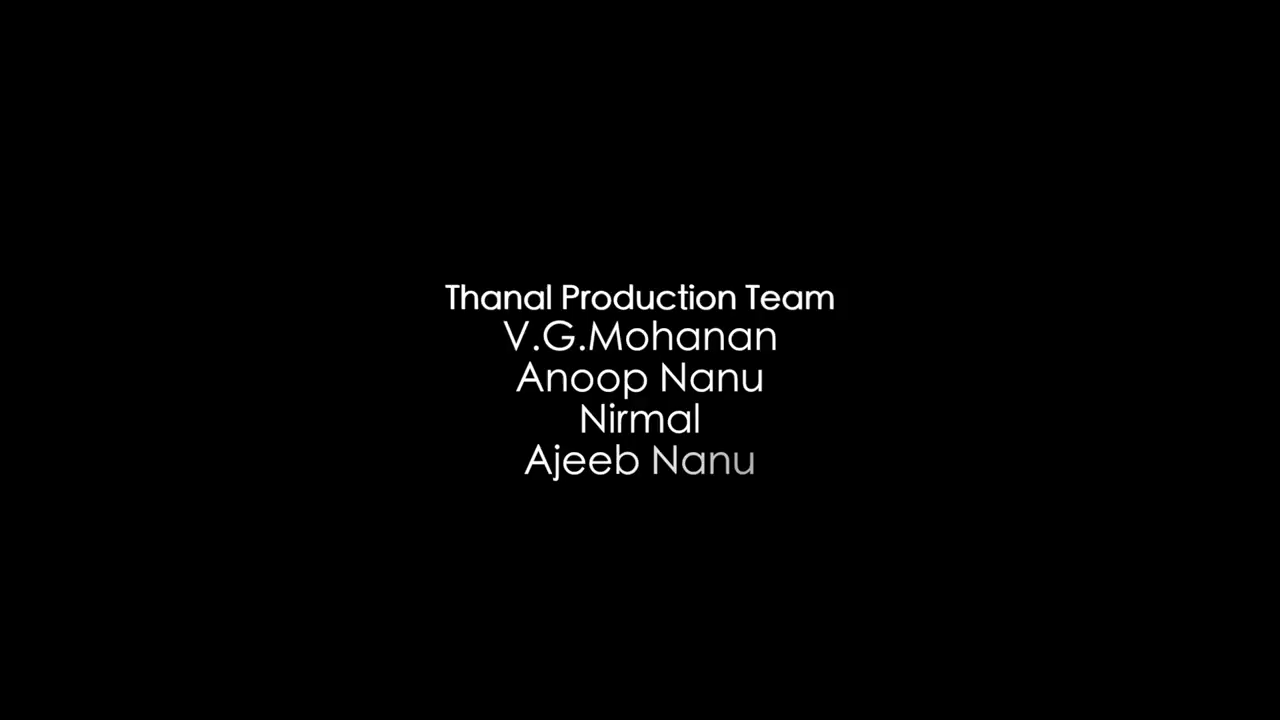 Thanal Production Team
V.G.Mohanan
Anoop Nanu
Nirmal
Ajeeb Nanu